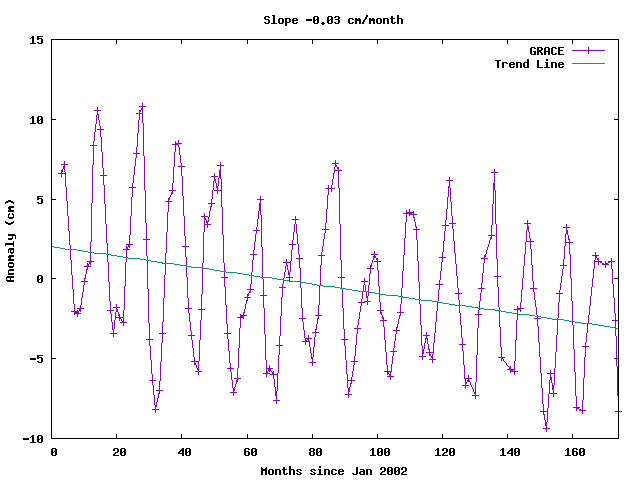 Slope -0.03 cm/month
15
10
5
0
-5
-10
Anomaly (cm)
GRACE
Trend Line
0 20 40 60 80 100 120 140 160
Months since Jan 2002